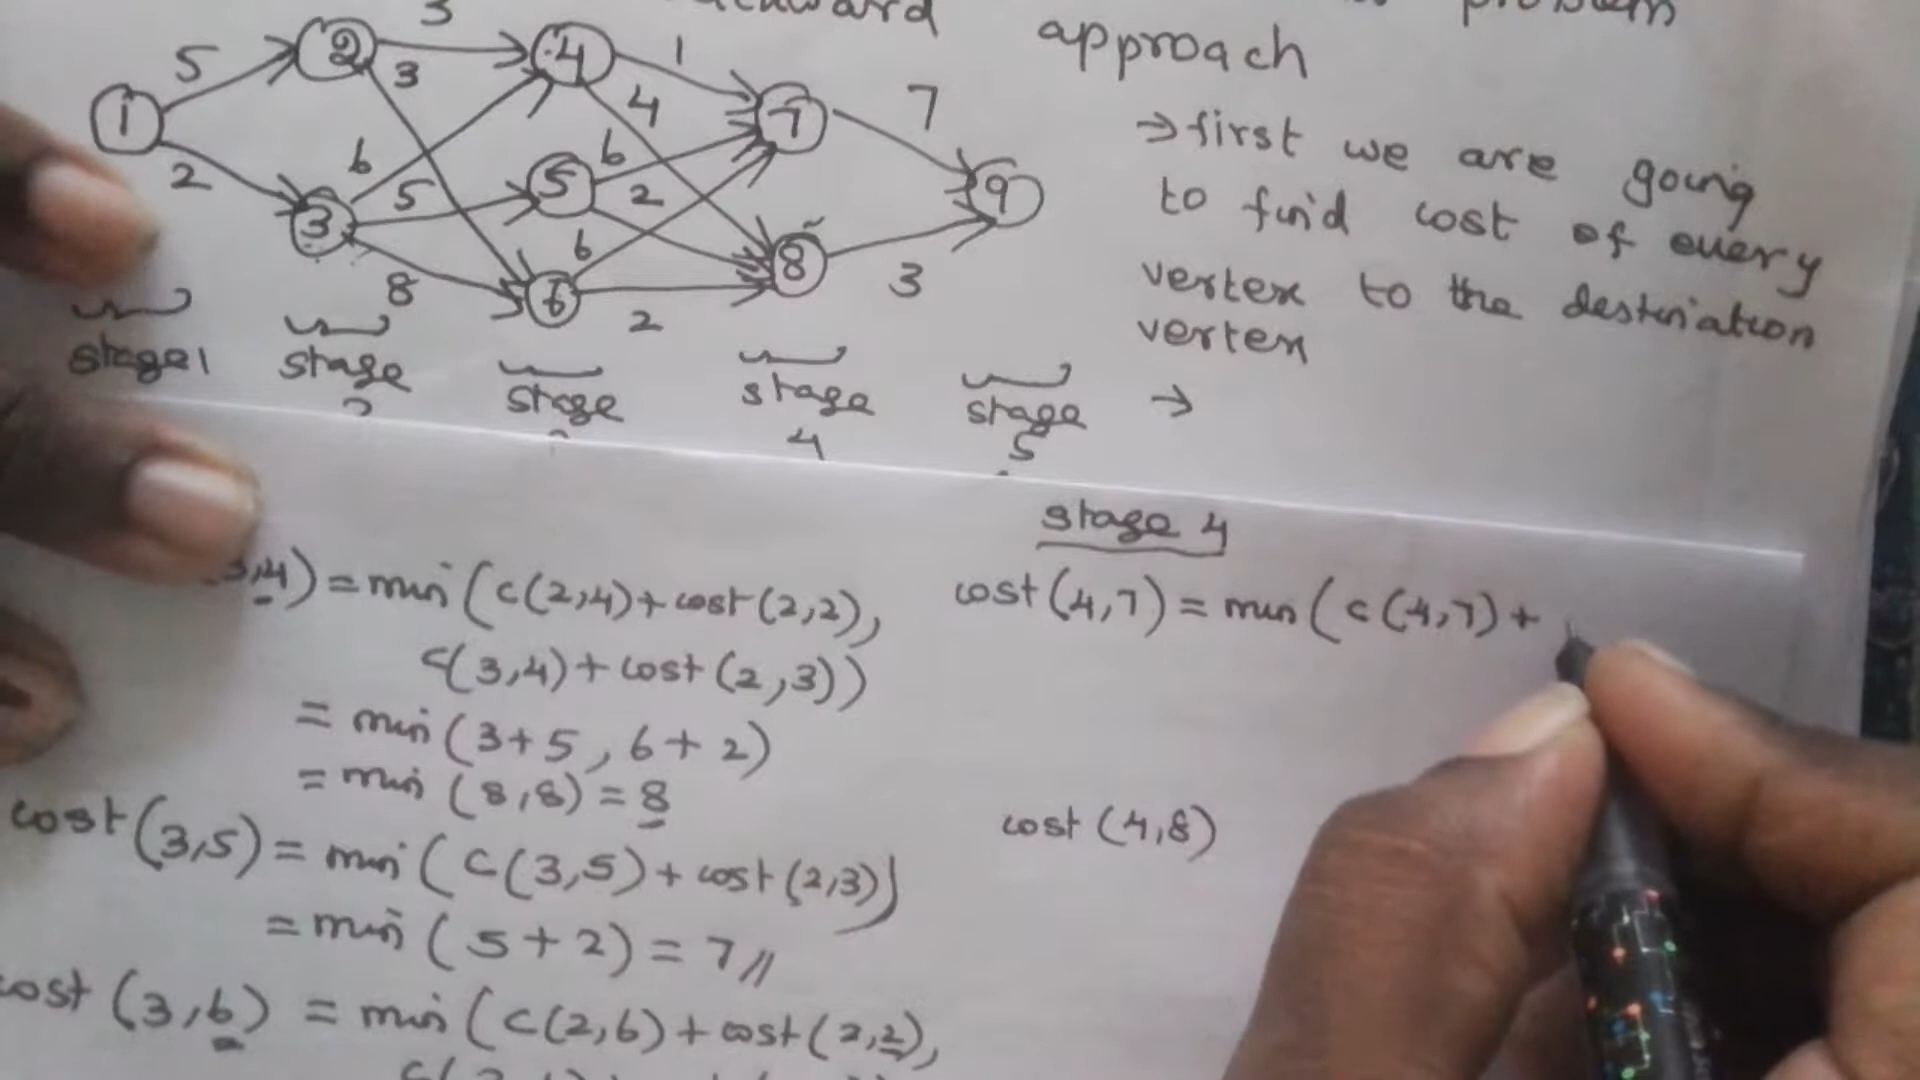 approach
5
3
1
7
1
2
4
7
3
4
→ first we are going
6
6
5
2
9
to find cost of every
2
5
3
6
8
8
6
2
3
vertex to the destination
vertex
stage 1
stage
stage
stage
4
stage
5
→
stage 4
3,4) = min (c(2,4) + cost (2,2),
c(3,4) + cost (2,3))
= min (3+5, 6+2)
= min (8,8) = 8
cost (3,5) = min (C(3,5) + cost (2,3))
= min (5+2) = 7//
cost (3,6) = min (C(2,6) + cost (2,2),
cost (4,7) = min (c(4,7) +
cost (4,8)